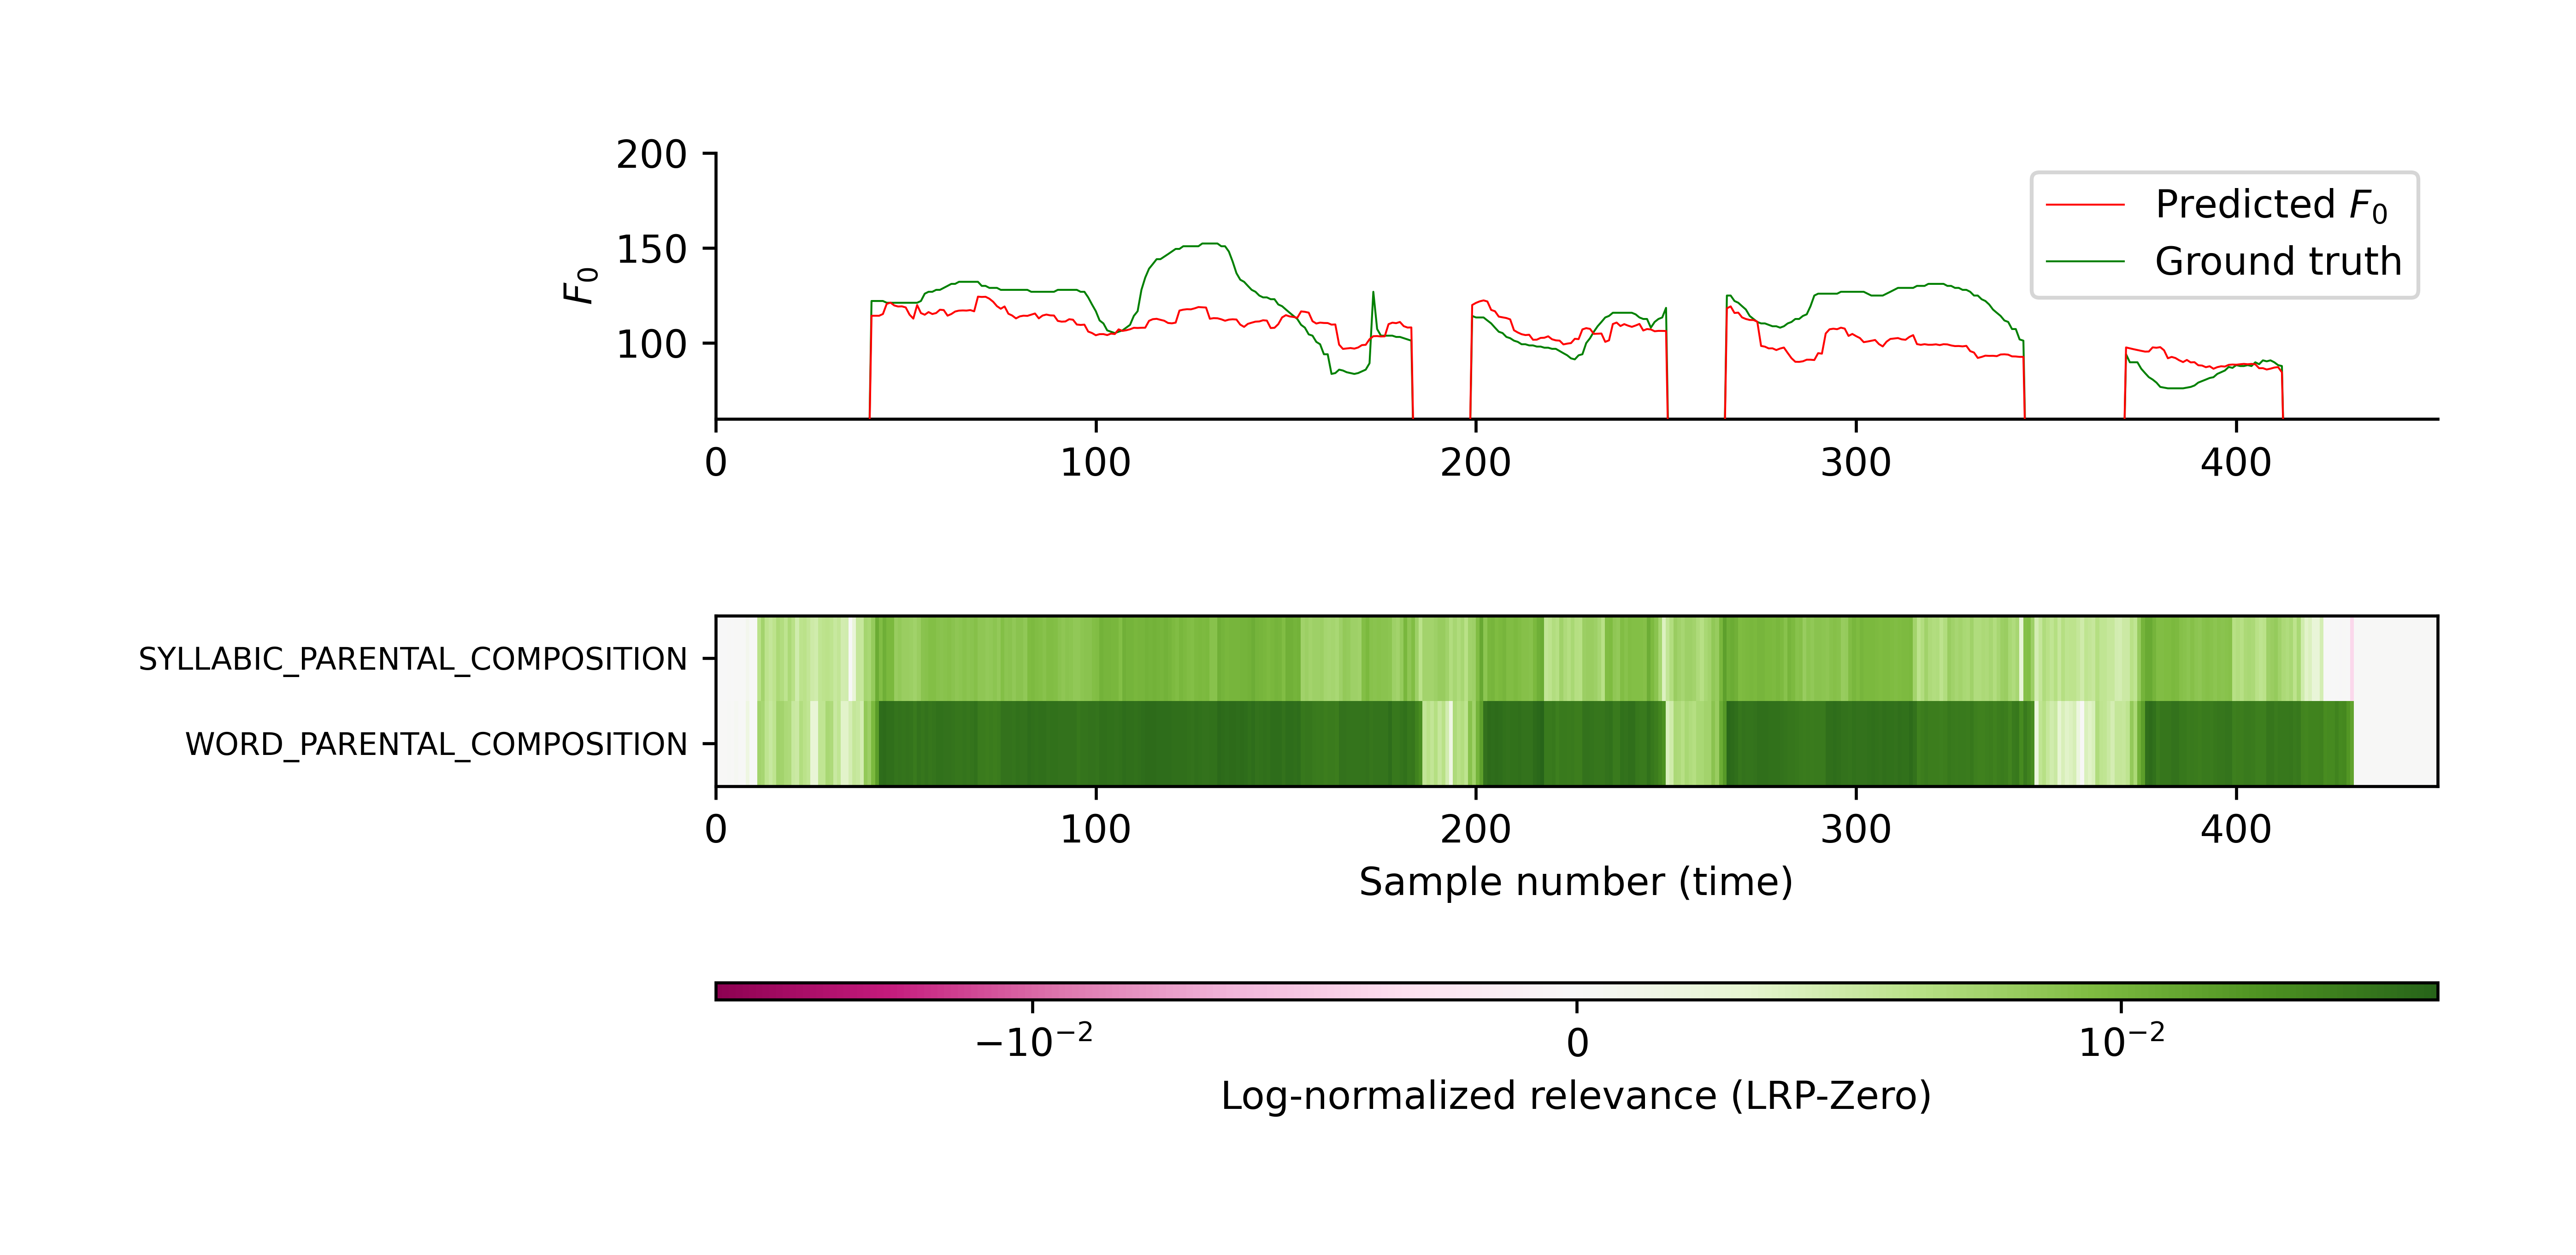 200
150
100
F₀
Predicted F₀
Ground truth
0 100 200 300 400
SYLLABIC_PARENTAL_COMPOSITION
WORD_PARENTAL_COMPOSITION
0 100 200 300 400
Sample number (time)
−10⁻² 0 10⁻²
Log-normalized relevance (LRP-Zero)